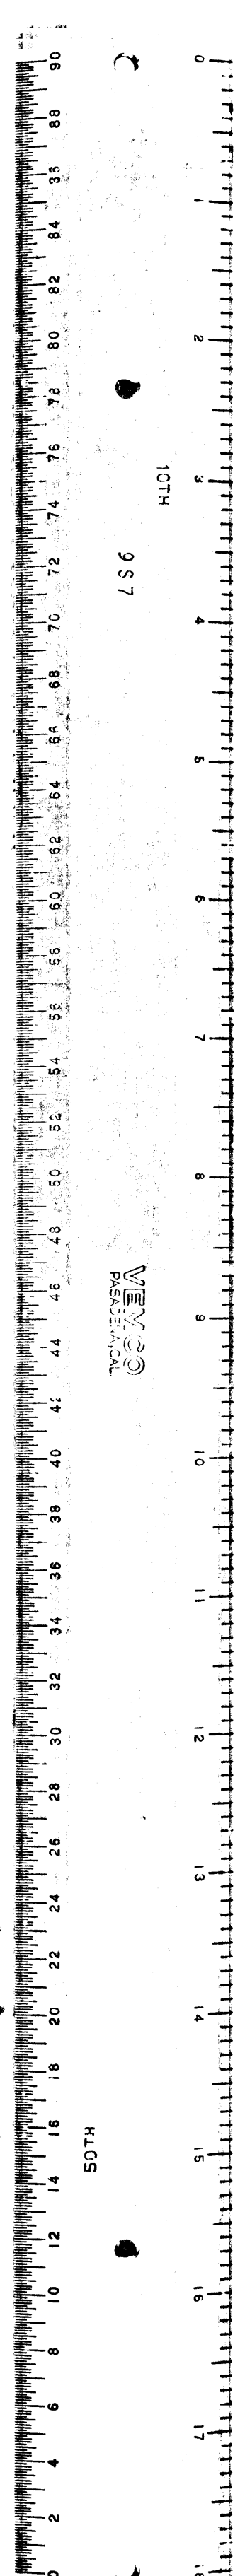 0 1 2 3 4 5 6 7 8 9 10 11 12 13 14 15 16 17 18
10TH
9S7
VEMCO
PASADENA, CAL.
50TH
90 88 86 84 82 80 78 76 74 72 70 68 66 64 62 60 58 56 54 52 50 48 46 44 42 40 38 36 34 32 30 28 26 24 22 20 18 16 14 12 10 8 6 4 2 0